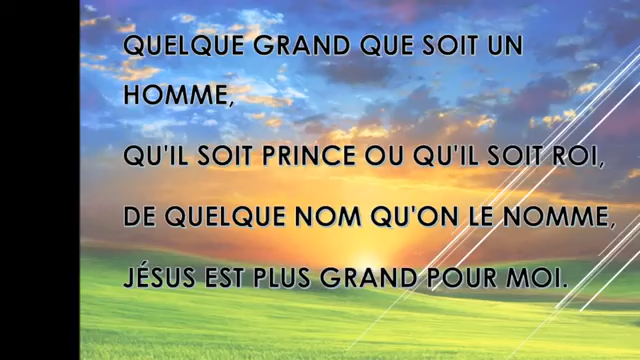 QUELQUE GRAND QUE SOIT UN
HOMME,
QU'IL SOIT PRINCE OU QU'IL SOIT ROI,
DE QUELQUE NOM QU'ON LE NOMME,
JÉSUS EST PLUS GRAND POUR MOI.